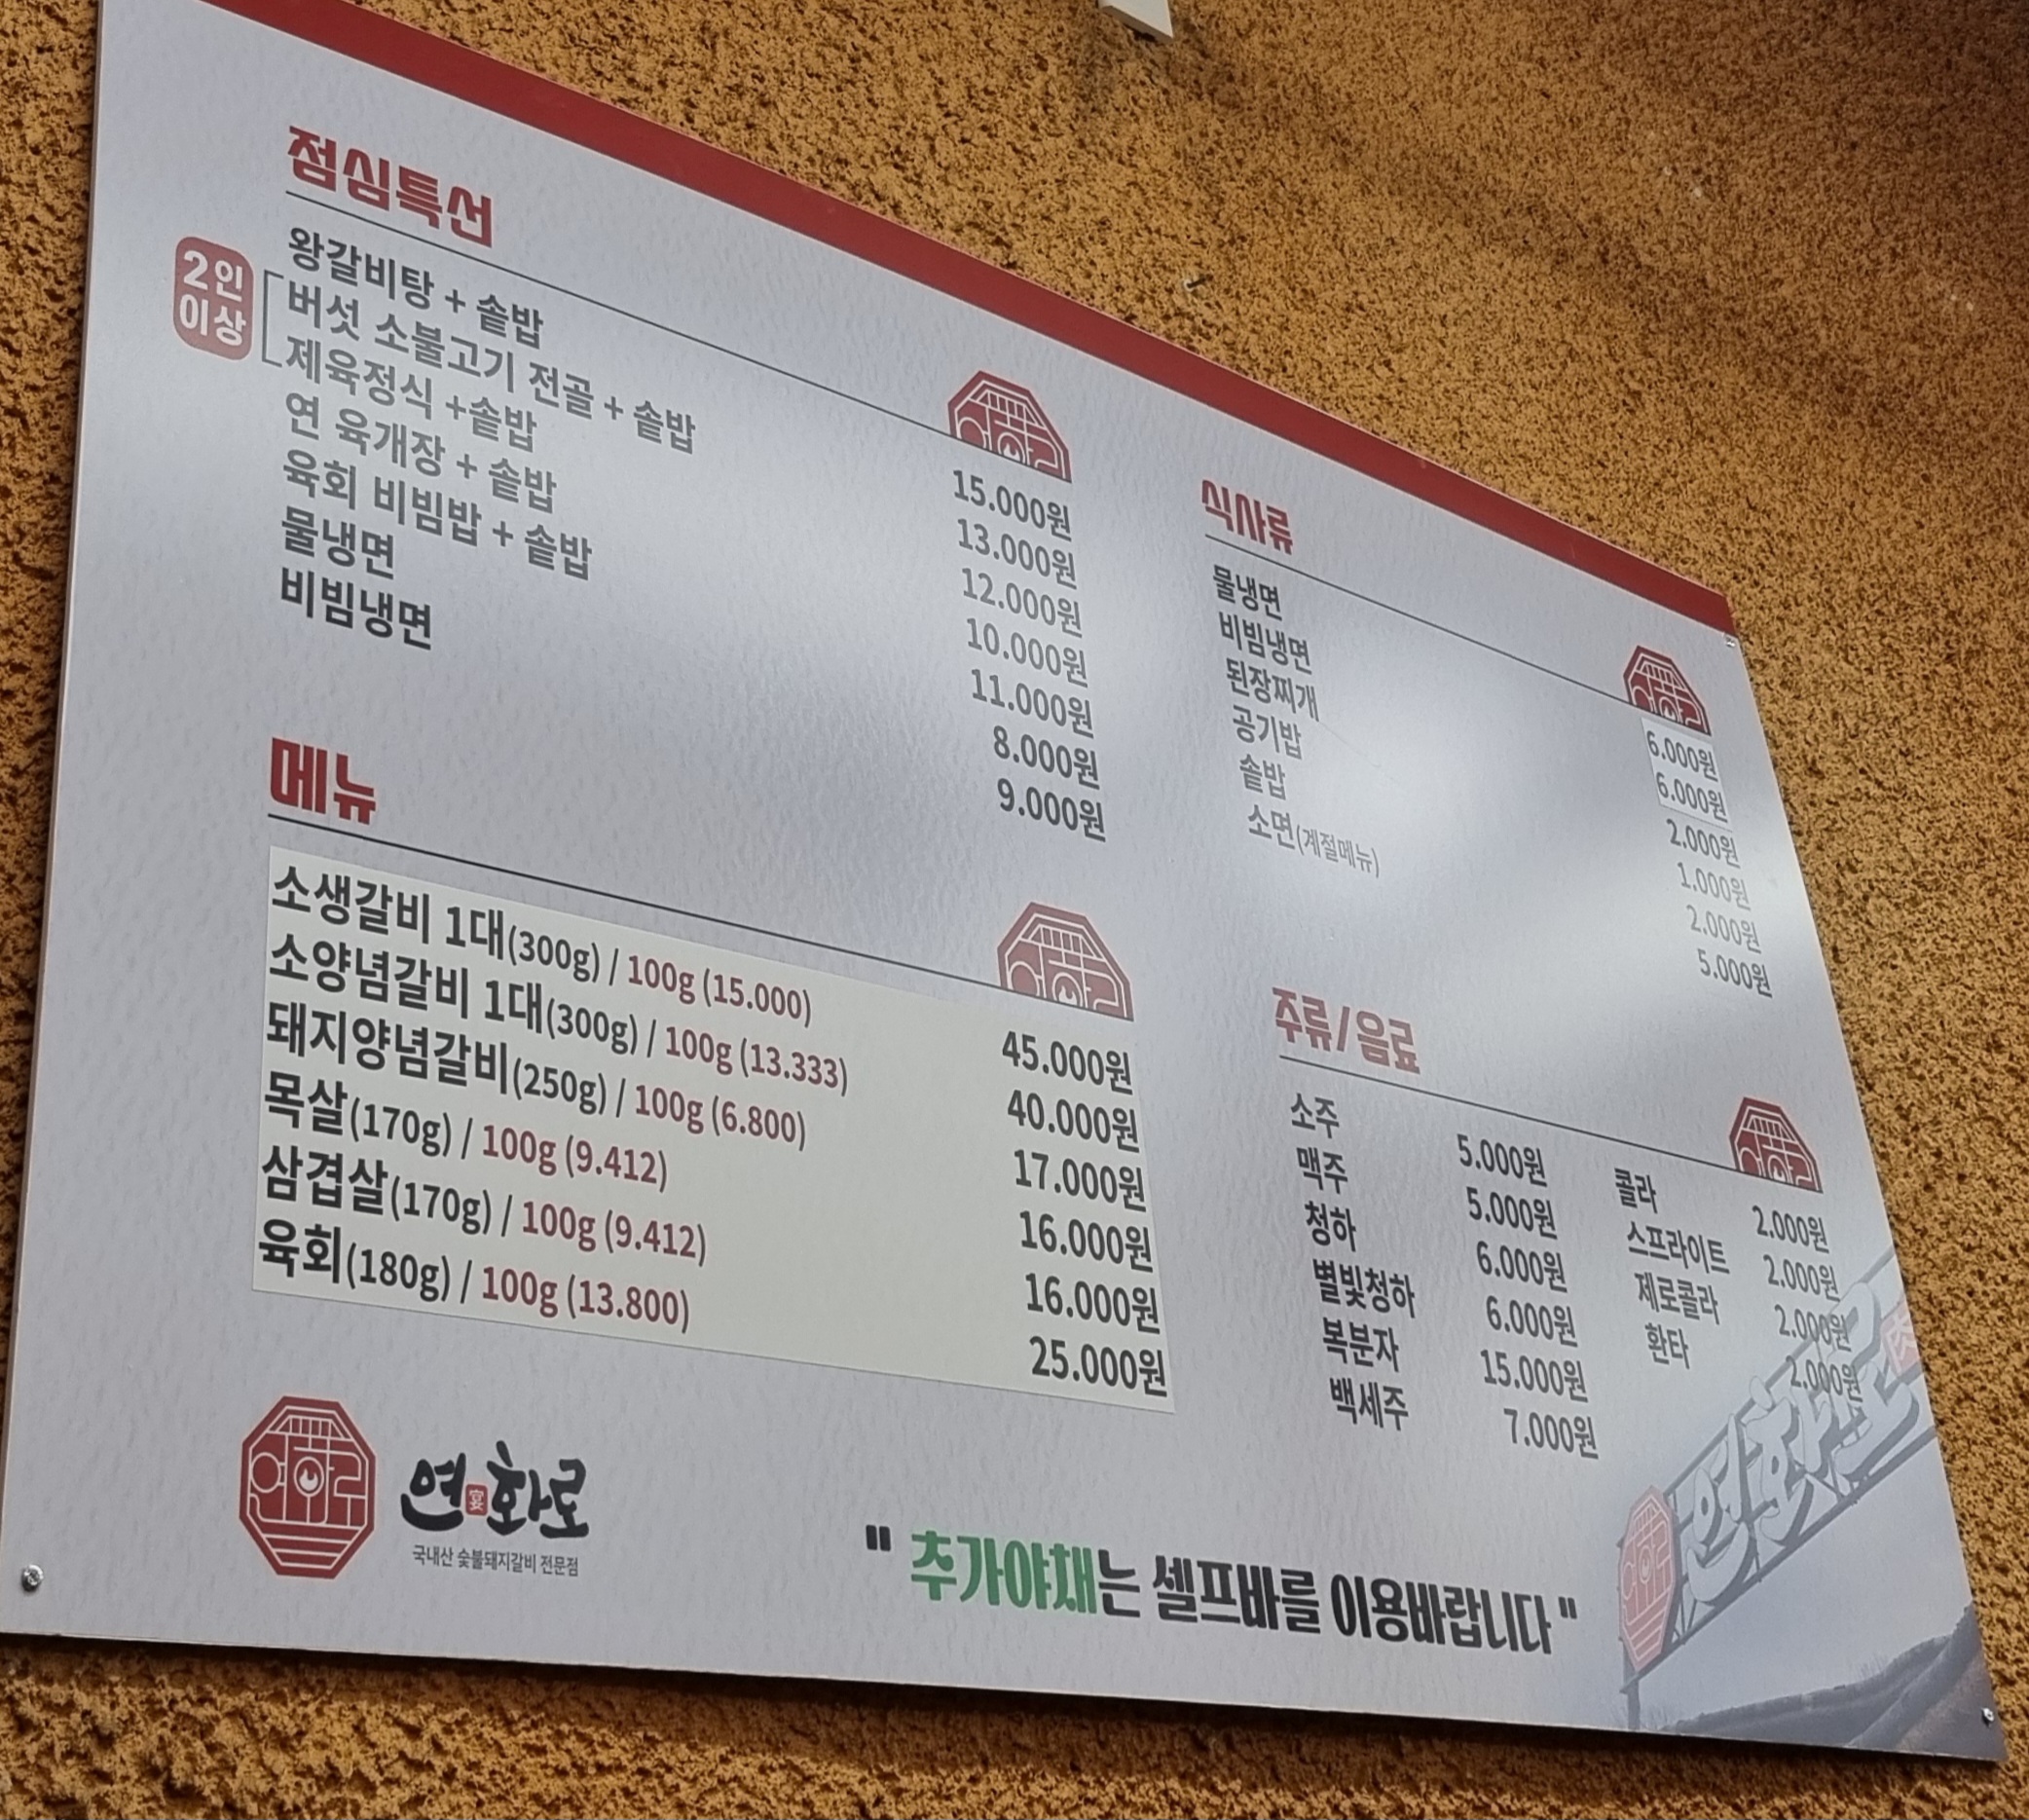 점심특선
2인
이상
왕갈비탕 + 솥밥 15.000원
버섯 소불고기 전골 + 솥밥 13.000원
제육정식 +솥밥 12.000원
연 육개장 + 솥밥 10.000원
육회 비빔밥 + 솥밥 11.000원
물냉면 8.000원
비빔냉면 9.000원
메뉴
소생갈비 1대(300g) / 100g (15.000) 45.000원
소양념갈비 1대(300g) / 100g (13.333) 40.000원
돼지양념갈비(250g) / 100g (6.800) 17.000원
목살(170g) / 100g (9.412) 16.000원
삼겹살(170g) / 100g (9.412) 16.000원
육회(180g) / 100g (13.800) 25.000원
식사류
물냉면 6.000원
비빔냉면 6.000원
된장찌개 2.000원
공기밥 1.000원
솥밥 2.000원
소면(계절메뉴) 5.000원
주류/음료
소주 5.000원 콜라 2.000원
맥주 5.000원 스프라이트 2.000원
청하 6.000원 제로콜라 2.000원
별빛청하 6.000원 환타 2.000원
복분자 15.000원
백세주 7.000원
연화로
연宴화로
국내산 숯불돼지갈비 전문점
" 추가야채는 셀프바를 이용바랍니다 "
연화로